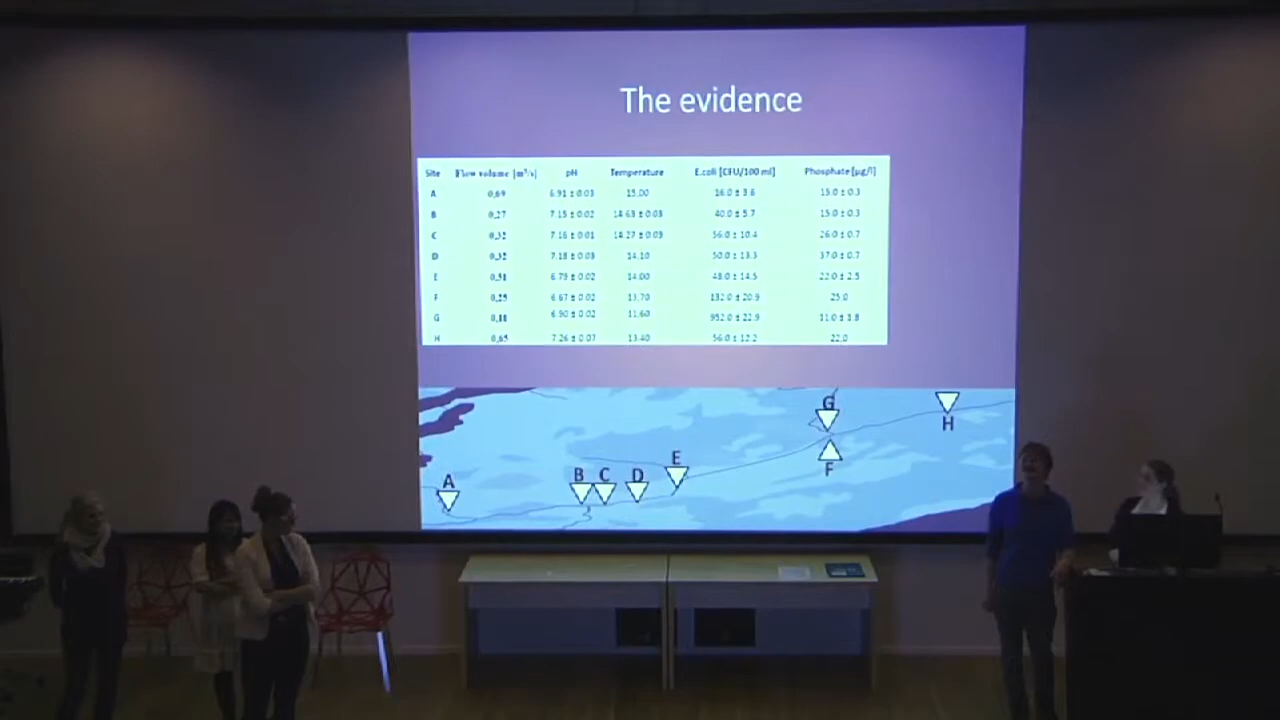 The evidence
Site Flow volume [m³/s] pH Temperature E.coli [CFU/100 ml] Phosphate [µg/l]
A 0,69 6.91 ± 0.03 15.00 16.0 ± 3.6 15.0 ± 0.3
B 0,27 7.15 ± 0.02 14.63 ± 0.03 40.0 ± 5.7 15.0 ± 0.3
C 0,32 7.16 ± 0.01 14.27 ± 0.03 56.0 ± 10.4 26.0 ± 0.7
D 0,32 7.18 ± 0.03 14.10 50.0 ± 13.3 37.0 ± 0.7
E 0,51 6.79 ± 0.02 14.00 48.0 ± 14.5 22.0 ± 2.5
F 0,25 6.67 ± 0.02 13.70 132.0 ± 20.9 25.0
G 0,18 6.90 ± 0.02 11.60 952.0 ± 22.9 31.0 ± 1.8
H 0,65 7.26 ± 0.07 13.40 56.0 ± 12.2 22.0
G
H
E
F
A
B C D